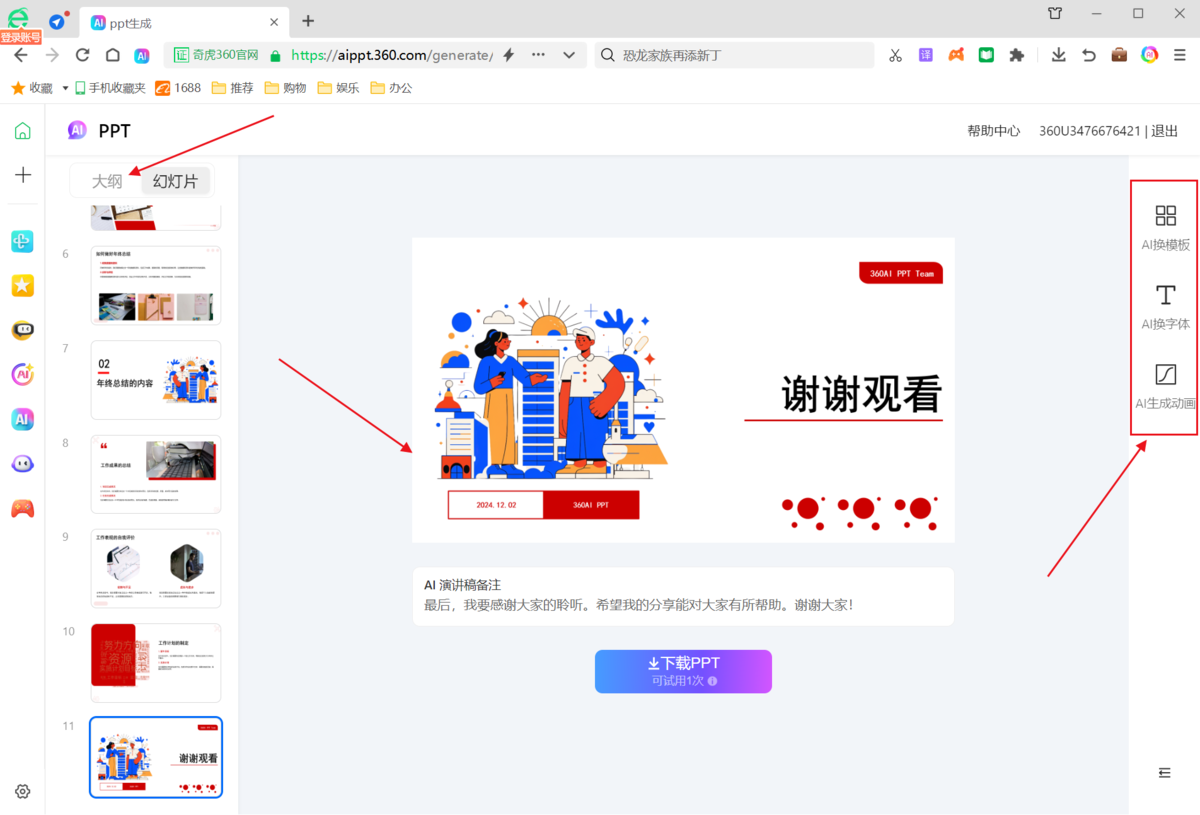 登录账号
AI ppt生成
证 奇虎360官网 https://aippt.360.com/generate/
恐龙家族再添新丁
译
收藏 手机收藏夹 1688 推荐 购物 娱乐 办公
AI PPT
帮助中心 360U3476676421 | 退出
大纲 幻灯片
6
如何做好年终总结
7
02
年终总结的内容
8
工作成果的总结
9
工作表现的自我评价
10
努力方
资源
工作计划的制定
11
谢谢观看
360AI PPT Team
谢谢观看
2024.12.02 360AI PPT
AI 演讲稿备注
最后，我要感谢大家的聆听。希望我的分享能对大家有所帮助。谢谢大家！
下载PPT
可试用1次
AI换模板
AI换字体
AI生成动画